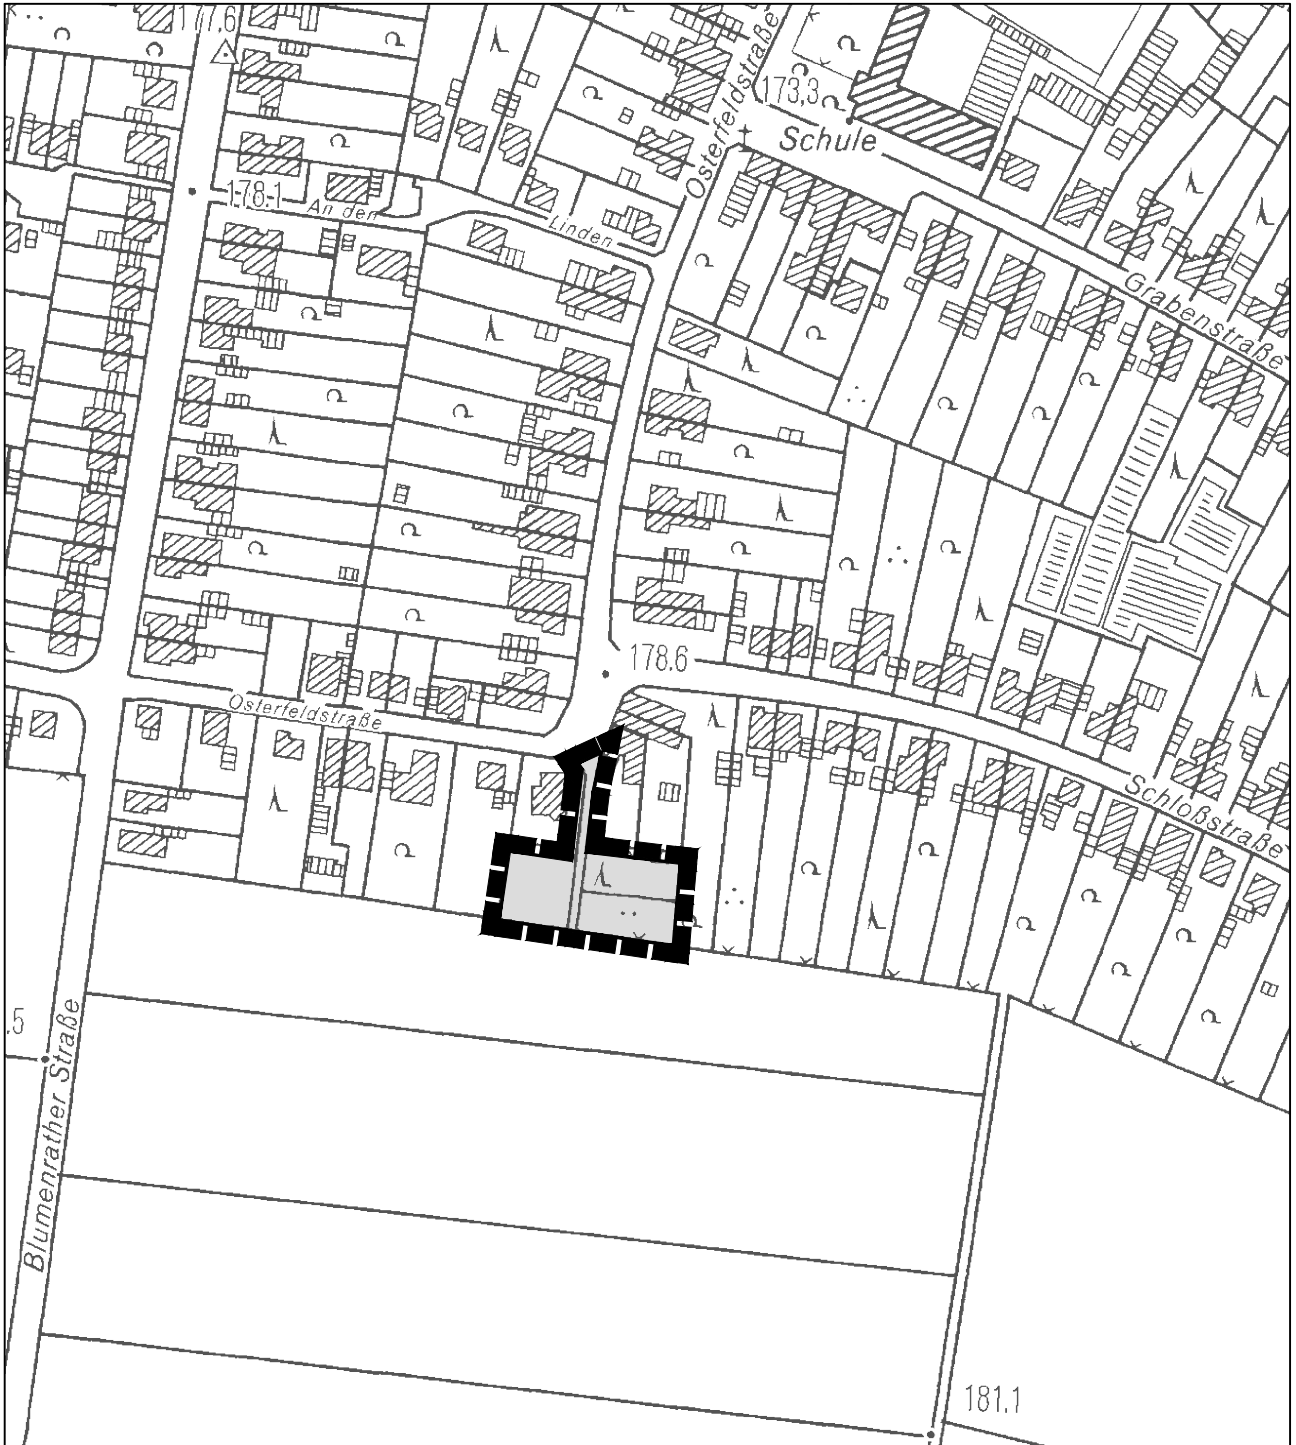 177,6
Osterfeldstraße
173,3
Schule
178.1
An den
Linden
Grabenstraße
178.6
Osterfeldstraße
Schloßstraße
.5
Blumenrather Straße
181.1